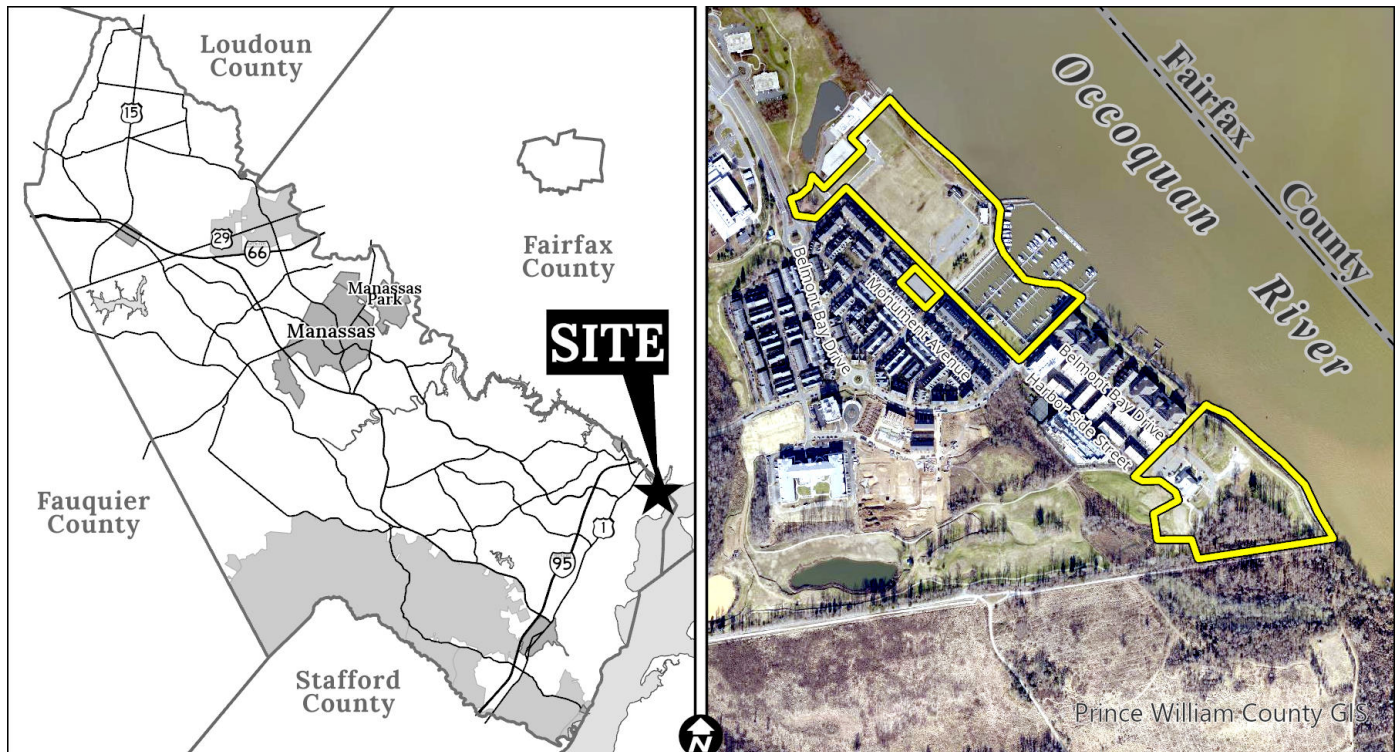 Loudoun
County
15
29
66
Fairfax
County
Manassas
Park
Manassas
SITE
Fauquier
County
1
95
Stafford
County
N
Fairfax County
Occoquan River
Belmont Bay Drive
Monument Avenue
Belmont Bay Drive
Harbor Side Street
Prince William County GIS